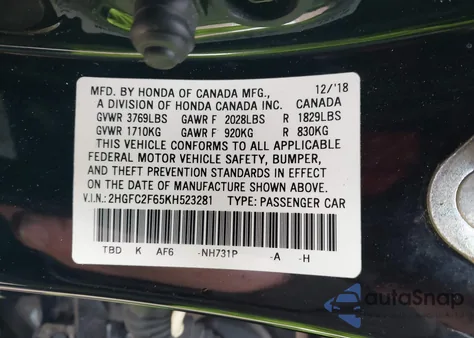 MFD. BY HONDA OF CANADA MFG., 12/'18
A DIVISION OF HONDA CANADA INC. CANADA
GVWR 3769LBS GAWR F 2028LBS R 1829LBS
GVWR 1710KG GAWR F 920KG R 830KG
THIS VEHICLE CONFORMS TO ALL APPLICABLE
FEDERAL MOTOR VEHICLE SAFETY, BUMPER,
AND THEFT PREVENTION STANDARDS IN EFFECT
ON THE DATE OF MANUFACTURE SHOWN ABOVE.
V.I.N.: 2HGFC2F65KH523281 TYPE: PASSENGER CAR
TBD K AF6 -NH731P -A -H
autoSnap